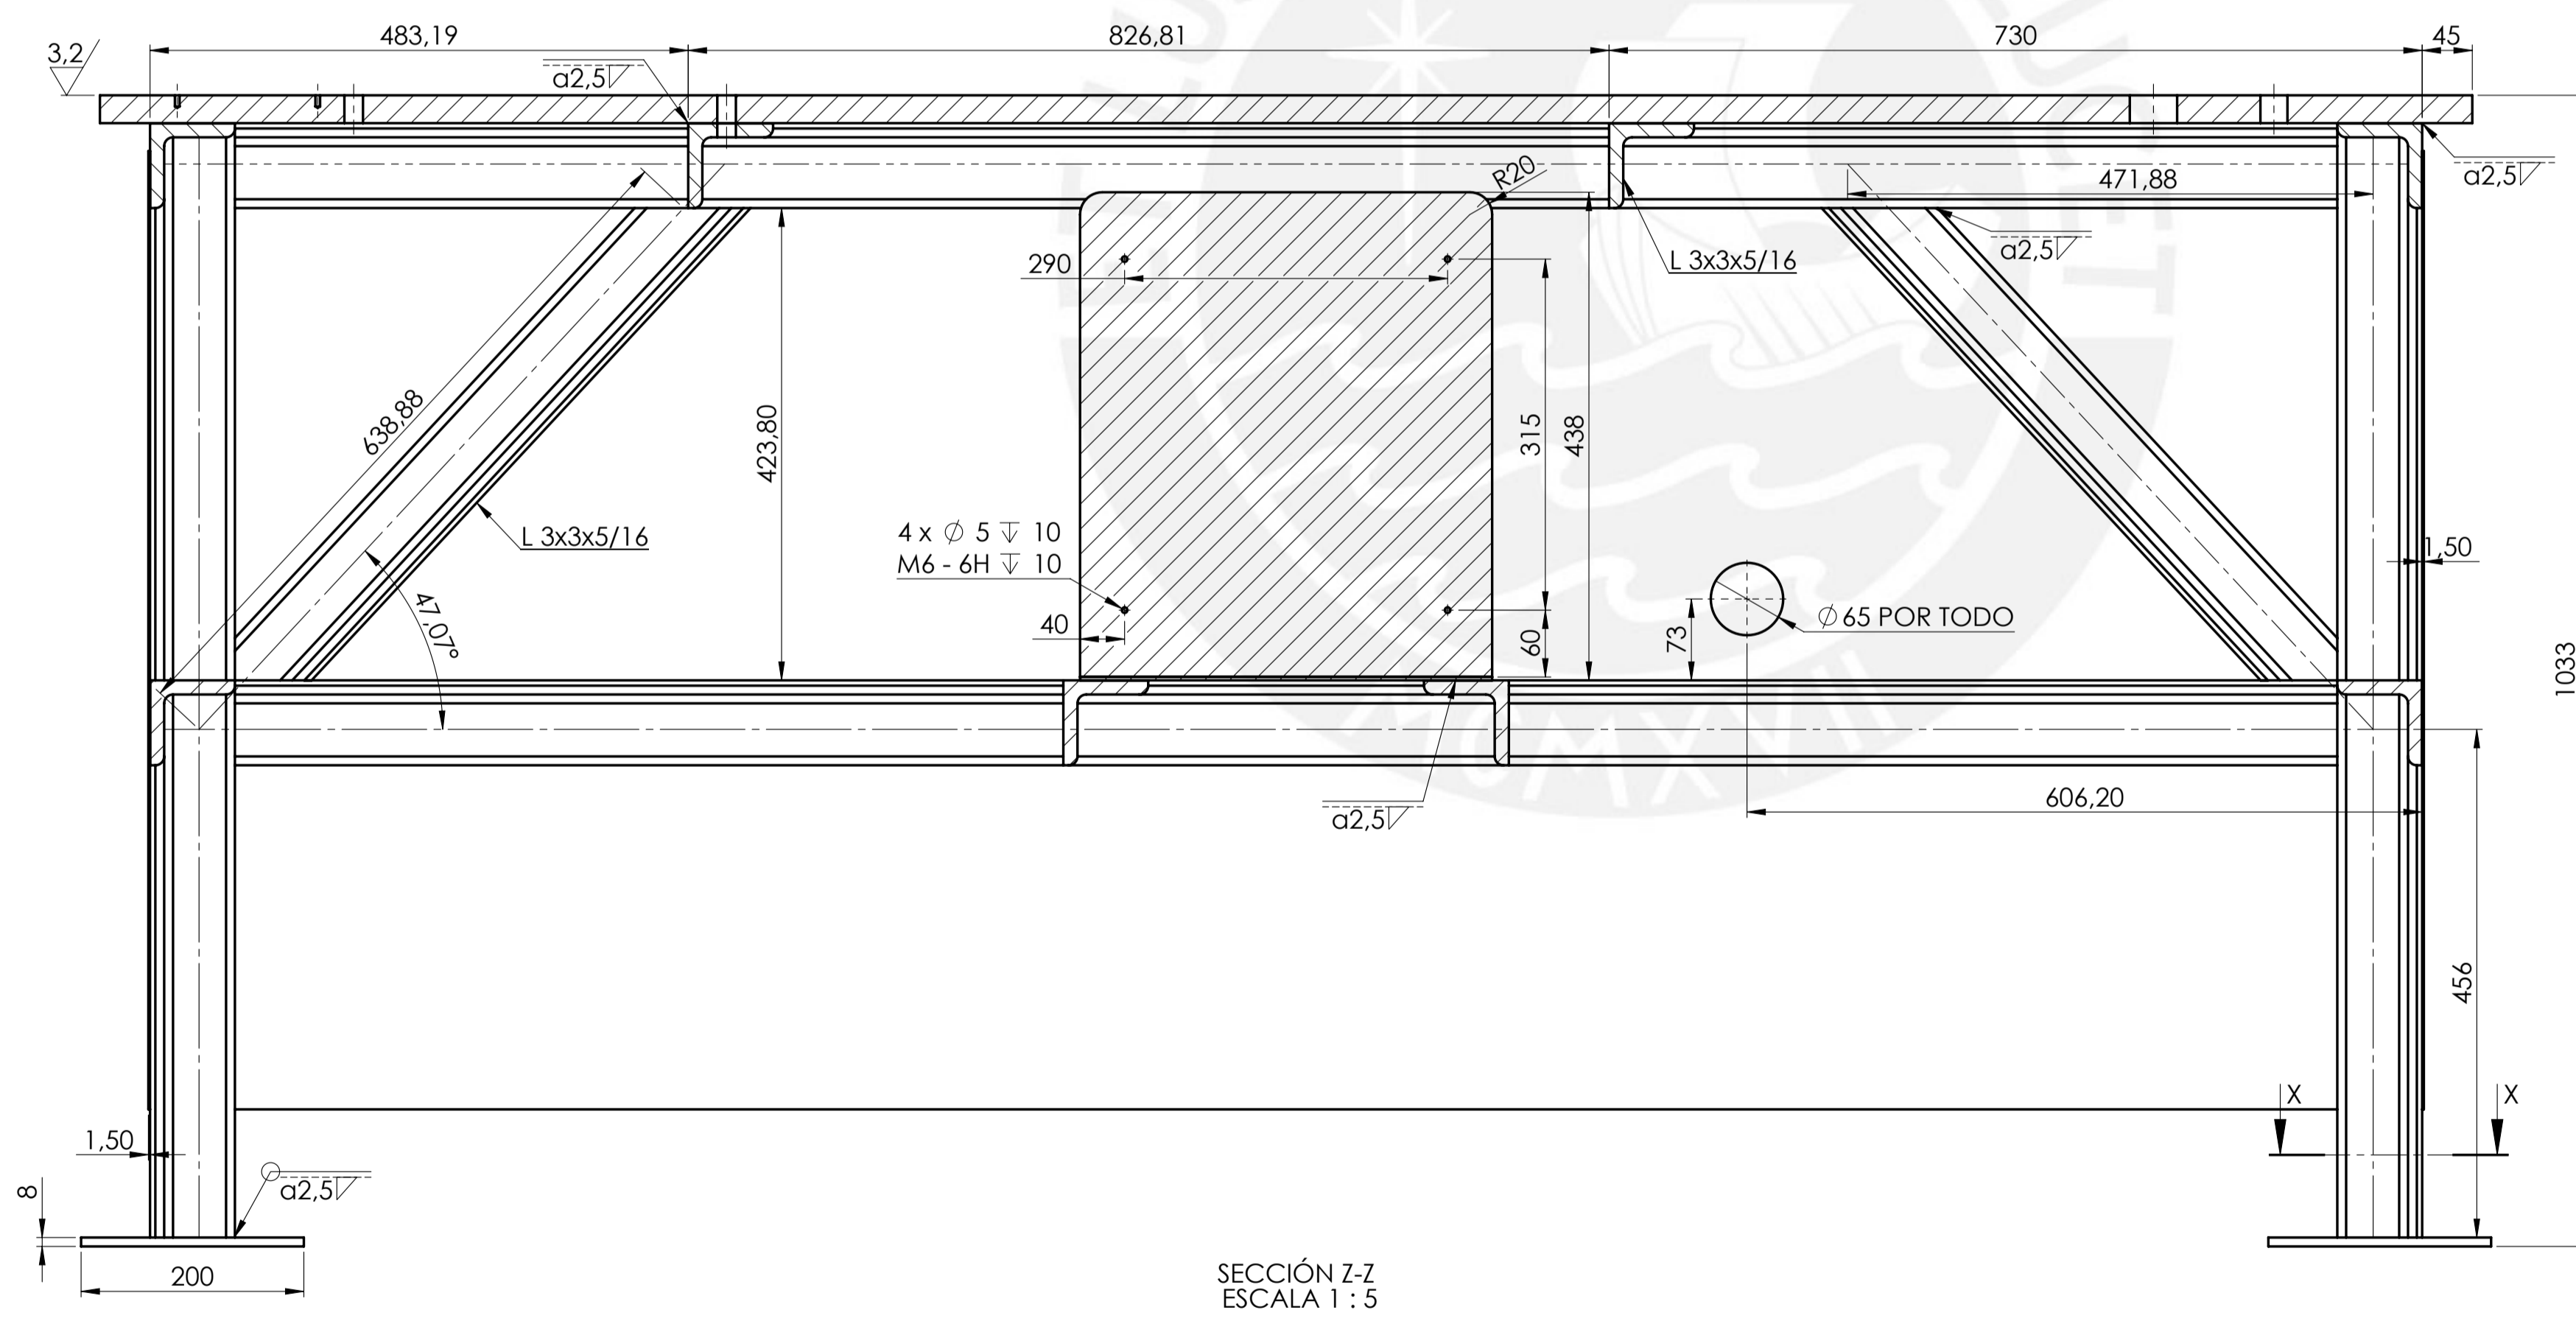 483,19
826,81
730
45
3,2
a2,5
a2,5
471,88
R20
a2,5
290
L 3x3x5/16
638,88
423,80
315
438
L 3x3x5/16
4 x ∅ 5 ↧ 10
M6 - 6H ↧ 10
1,50
47,07°
40
60
73
∅ 65 POR TODO
1033
606,20
a2,5
MCMXVII
456
X
X
1,50
a2,5
8
200
SECCIÓN Z-Z
ESCALA 1 : 5